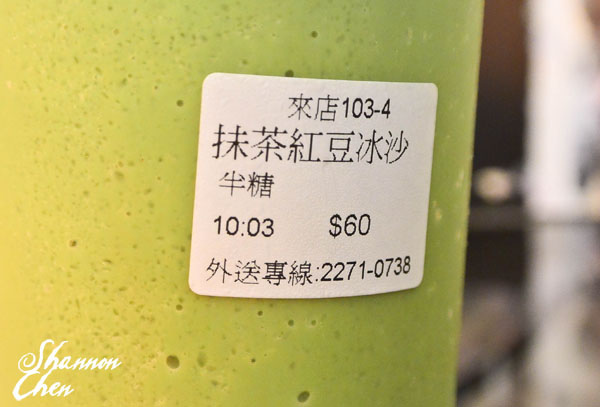 來店103-4
抹茶紅豆冰沙
半糖
10:03 $60
外送專線:2271-0738
Shannon
Chen